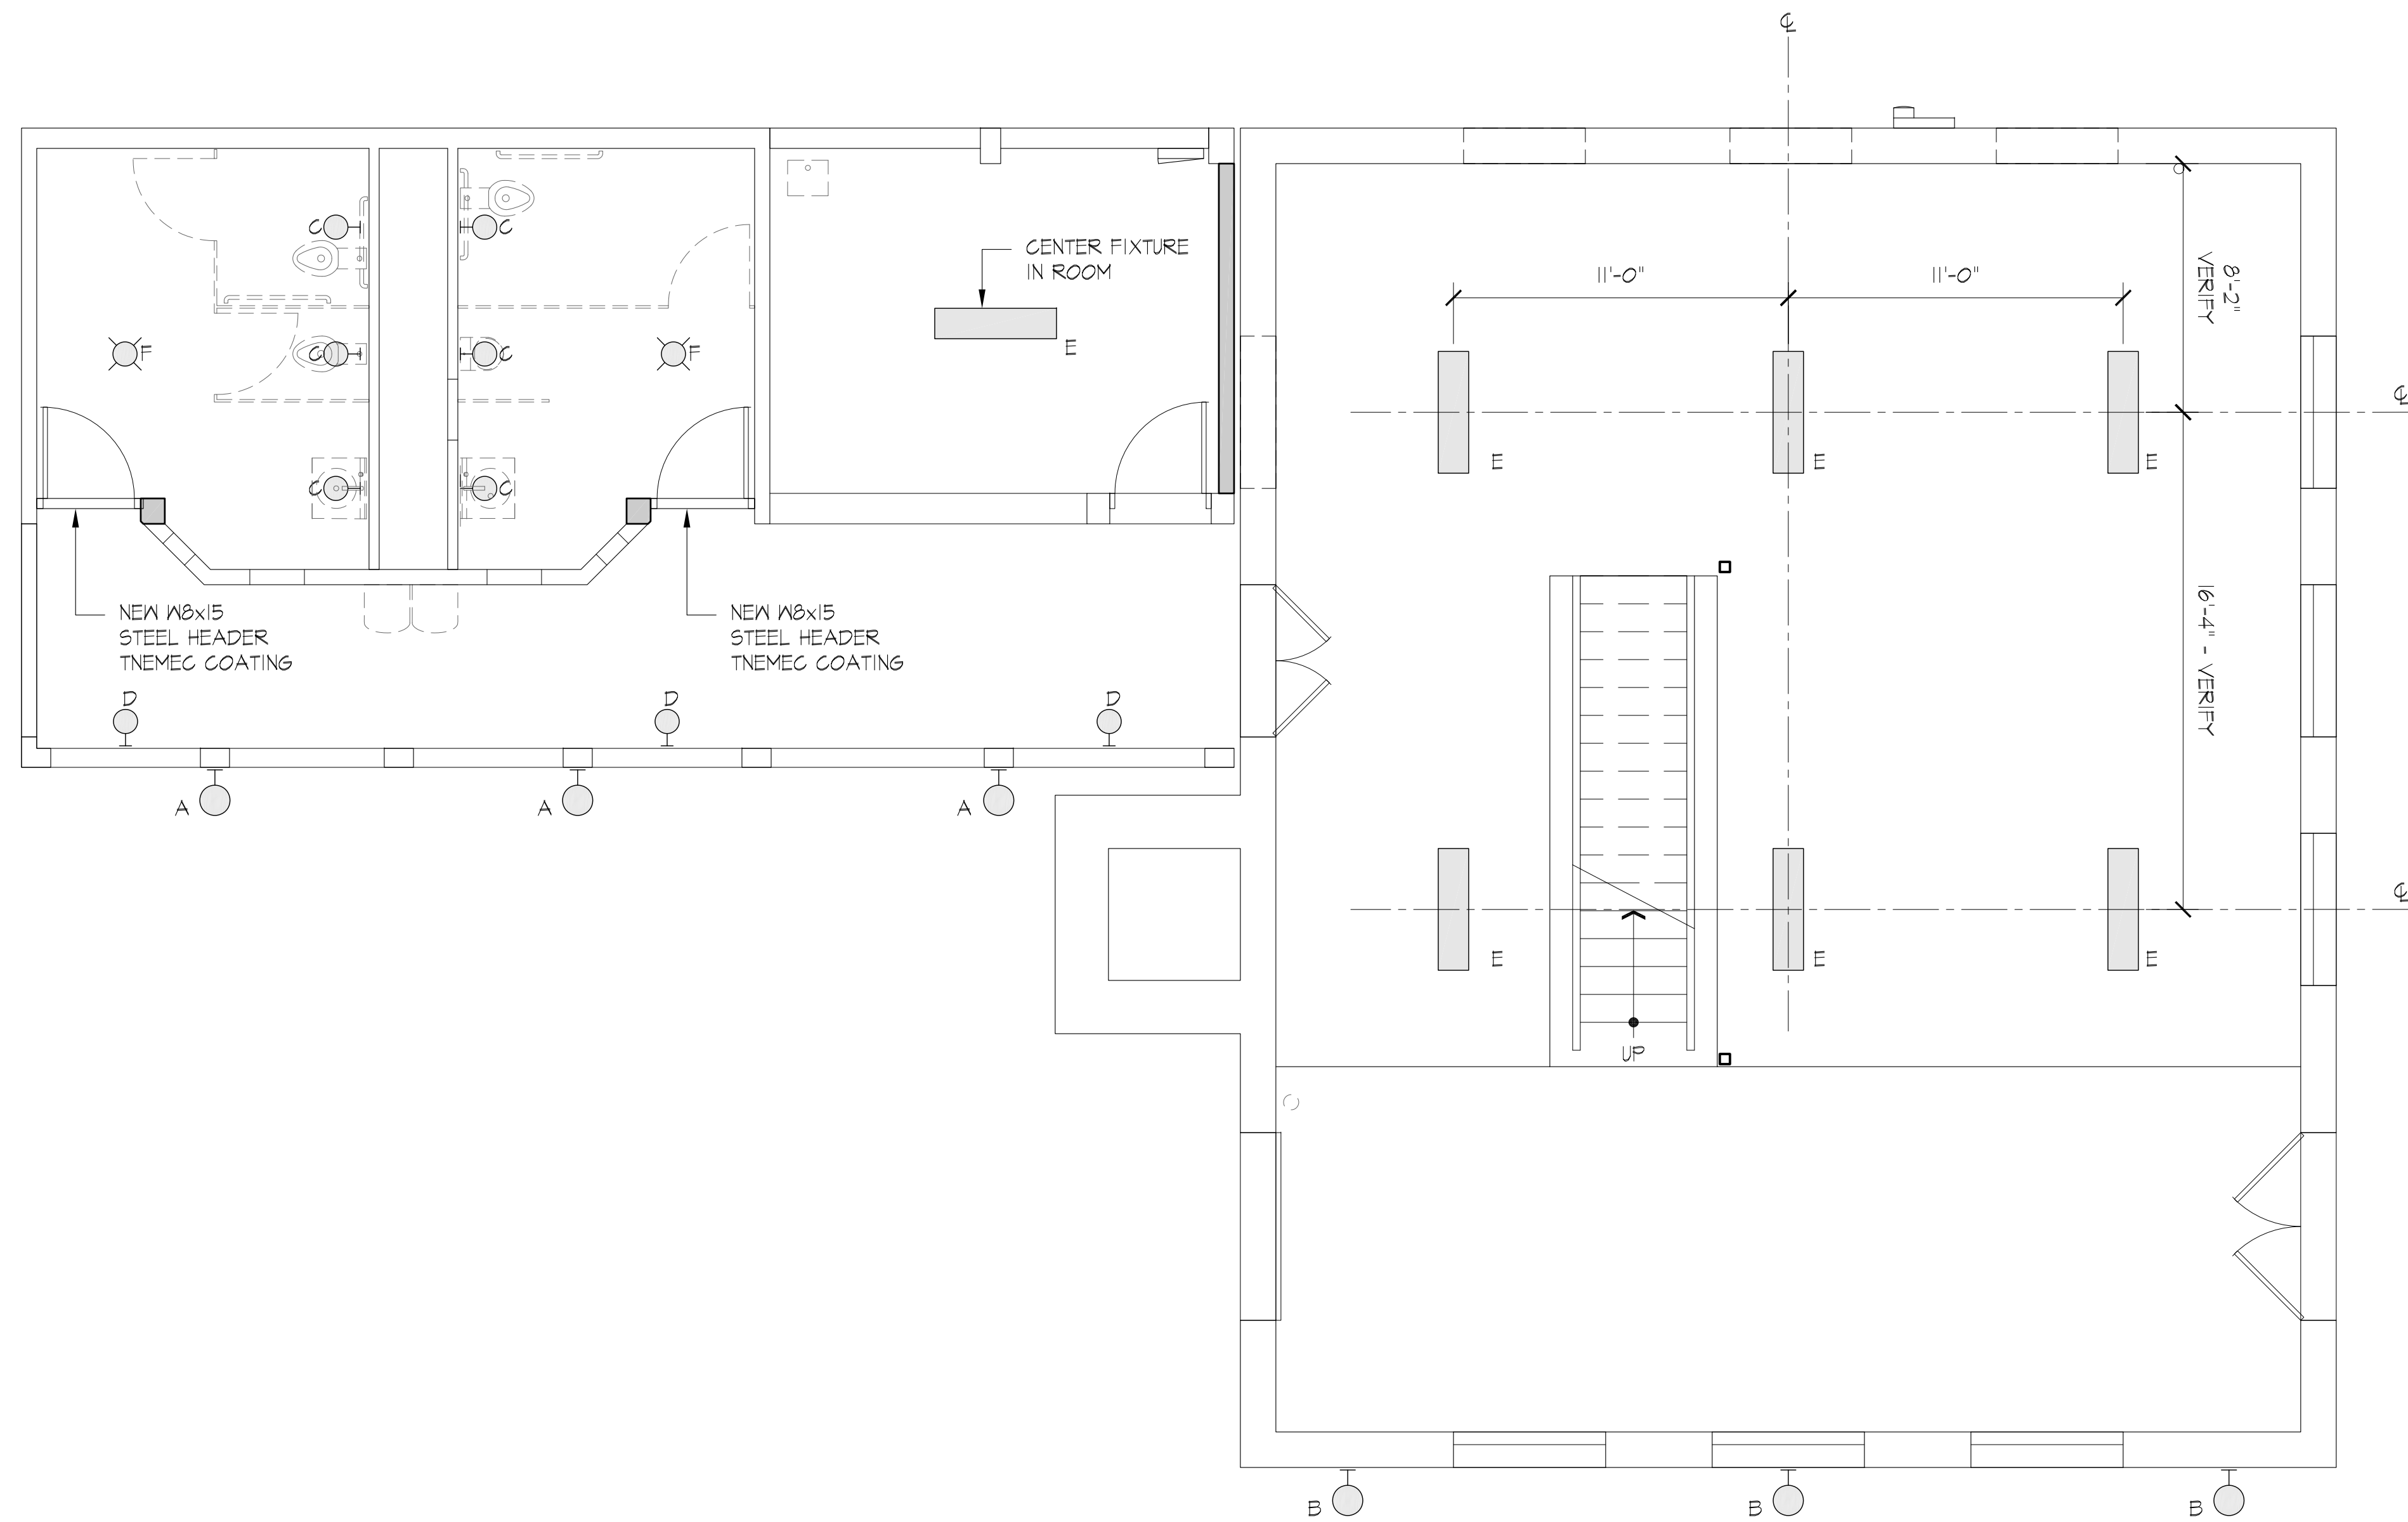 ℄
CENTER FIXTURE
IN ROOM
11'-0"
11'-0"
8'-2"
VERIFY
C
C
F
C
C
F
E
℄
E
E
E
C
C
NEW W8x15
STEEL HEADER
TNEMEC COATING
NEW W8x15
STEEL HEADER
TNEMEC COATING
16'-4" - VERIFY
D
D
D
A
A
A
℄
E
E
E
UP
B
B
B